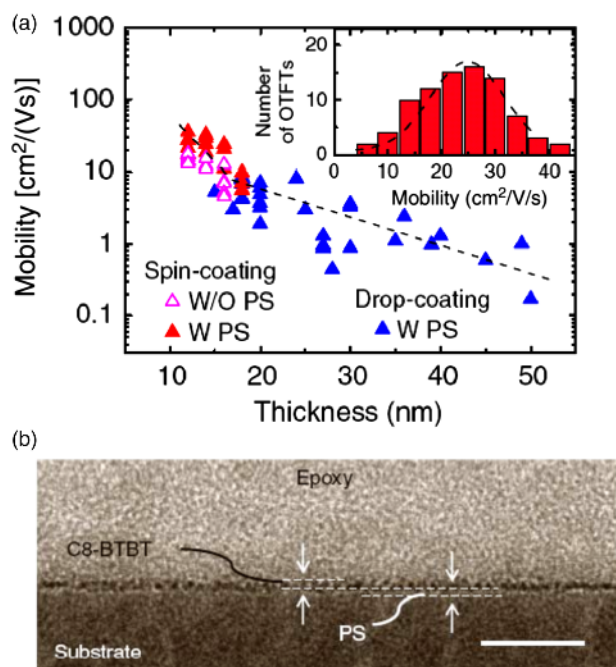 (a)
1000
100
10
1
0.1
Mobility [cm²/(Vs)]
10
20
30
40
50
Thickness (nm)
Spin-coating
W/O PS
W PS
Drop-coating
W PS
20
10
0
Number
of OTFTs
0
10
20
30
40
Mobility (cm²/V/s)
(b)
Epoxy
C8-BTBT
PS
Substrate